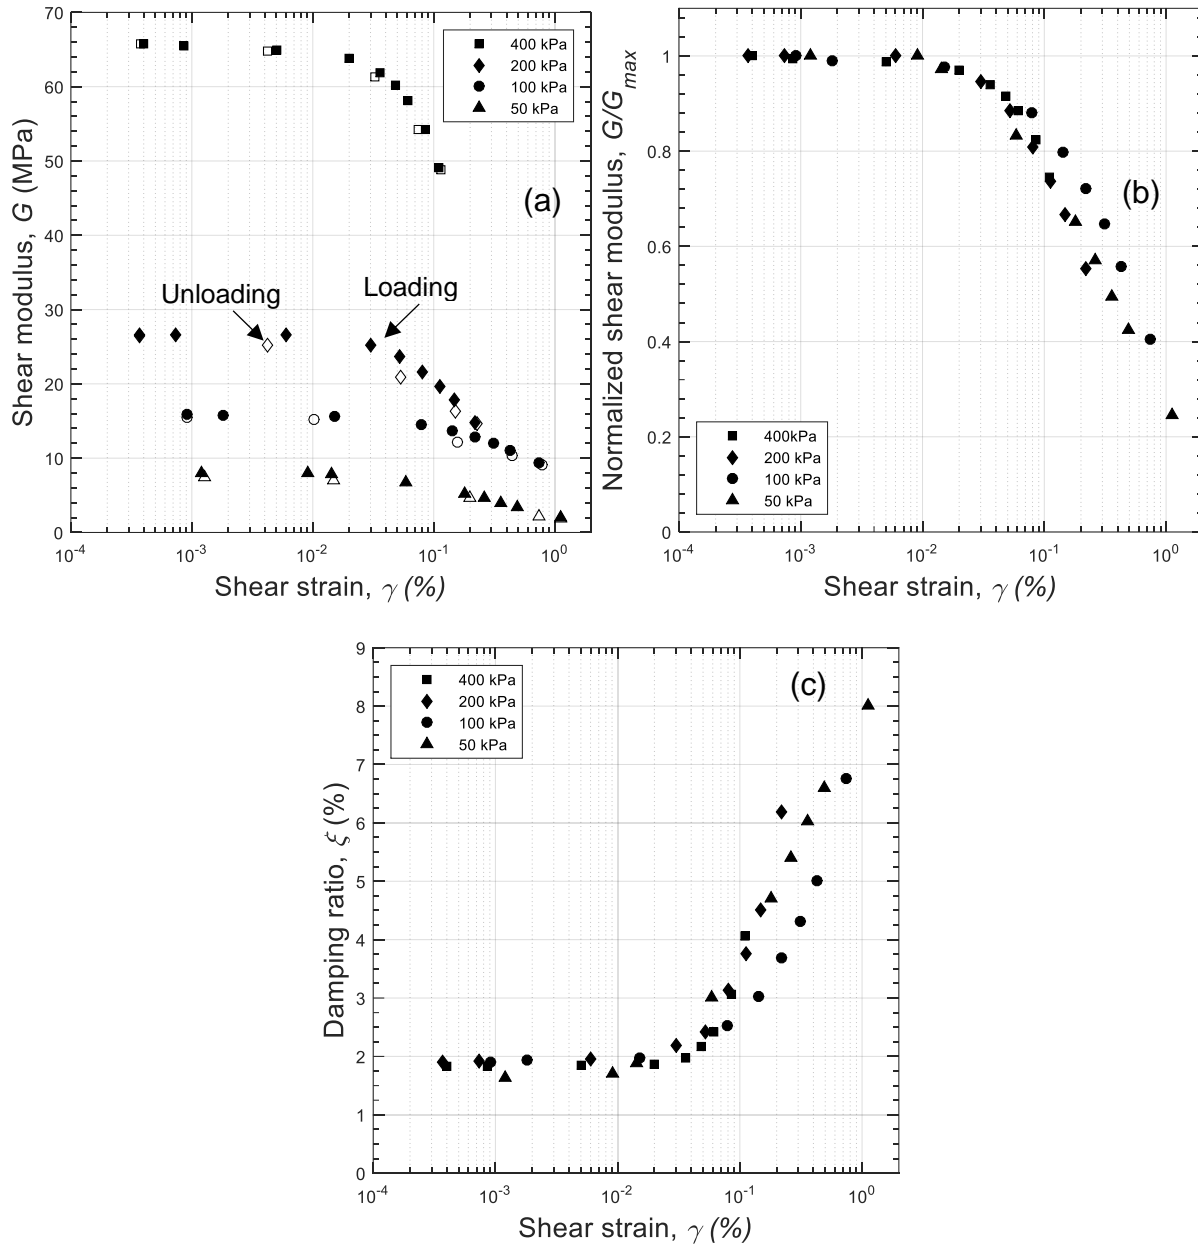 Shear modulus, G (MPa)
70
60
50
40
30
20
10
0
400 kPa
200 kPa
100 kPa
50 kPa
(a)
Unloading
Loading
10⁻⁴ 10⁻³ 10⁻² 10⁻¹ 10⁰
Shear strain, γ (%)
Normalized shear modulus, G/Gmax
1
0.8
0.6
0.4
0.2
0
(b)
400kPa
200 kPa
100 kPa
50 kPa
10⁻⁴ 10⁻³ 10⁻² 10⁻¹ 10⁰
Shear strain, γ (%)
Damping ratio, ξ (%)
9
8
7
6
5
4
3
2
1
0
400 kPa
200 kPa
100 kPa
50 kPa
(c)
10⁻⁴ 10⁻³ 10⁻² 10⁻¹ 10⁰
Shear strain, γ (%)